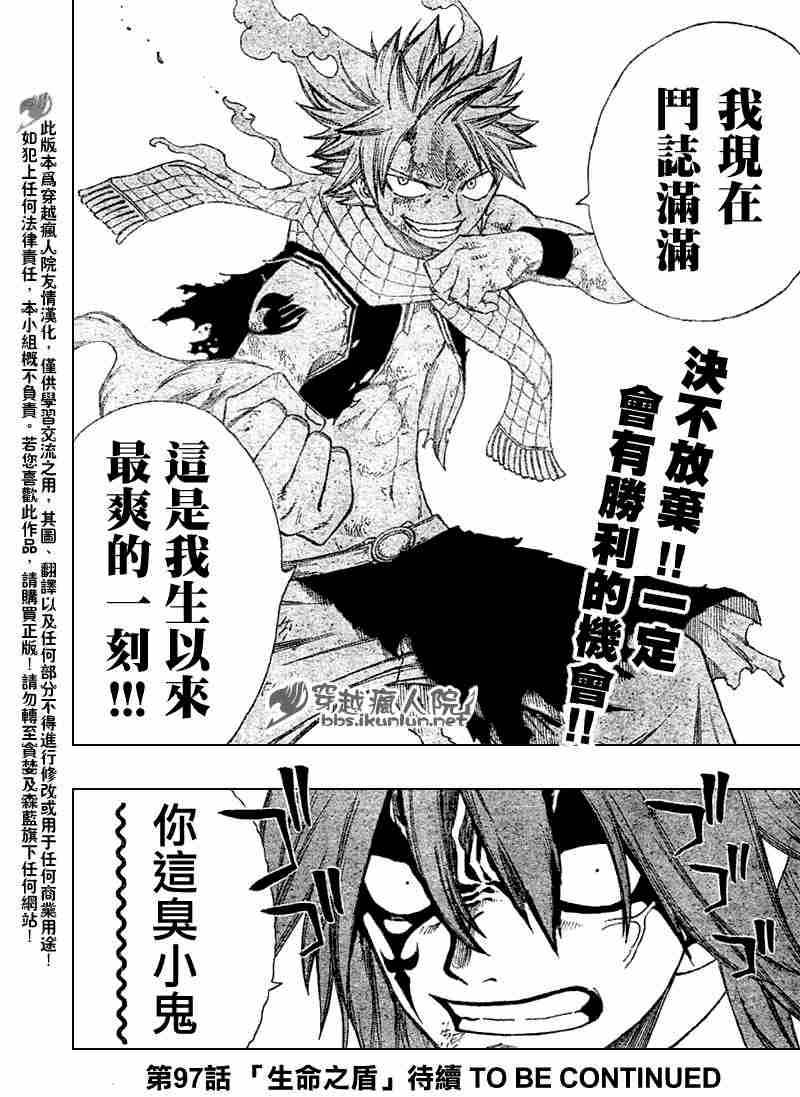 我現在
鬥誌滿滿
決不放棄!!一定
會有勝利的機會!!
這是我生以來
最爽的一刻!!!
穿越瘋人院
bbs.ikunlun.net
你這臭小鬼
此版本爲穿越瘋人院友情漢化，僅供學習交流之用，其圖、翻譯以及任何部分不得進行修改或用于任何商業用途！
如犯上任何法律責任，本小組概不負責。若您喜歡此作品，請購買正版！請勿轉至貪婪及森藍旗下任何網站！
第97話 「生命之盾」待續 TO BE CONTINUED